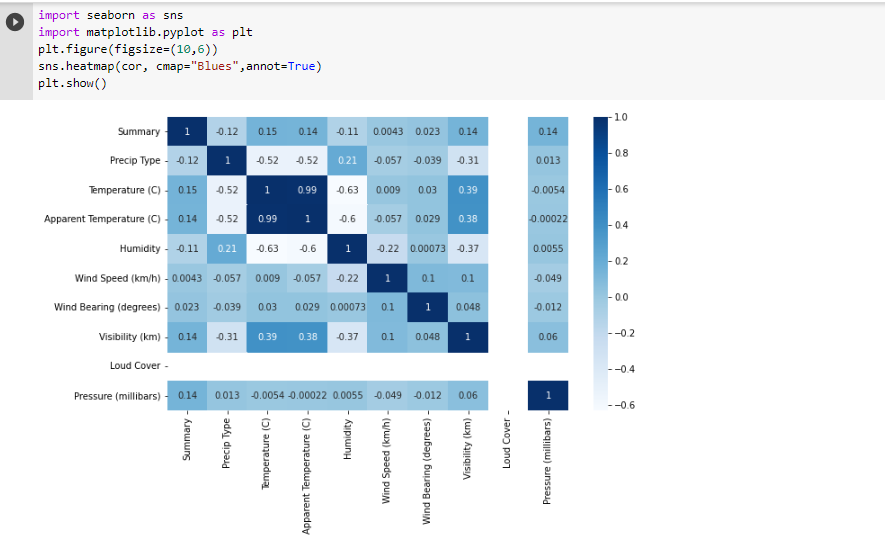 import seaborn as sns
import matplotlib.pyplot as plt
plt.figure(figsize=(10,6))
sns.heatmap(cor, cmap="Blues",annot=True)
plt.show()
Summary 1 -0.12 0.15 0.14 -0.11 0.0043 0.023 0.14 0.14
Precip Type -0.12 1 -0.52 -0.52 0.21 -0.057 -0.039 -0.31 0.013
Temperature (C) 0.15 -0.52 1 0.99 -0.63 0.009 0.03 0.39 -0.0054
Apparent Temperature (C) 0.14 -0.52 0.99 1 -0.6 -0.057 0.029 0.38 -0.00022
Humidity -0.11 0.21 -0.63 -0.6 1 -0.22 0.00073 -0.37 0.0055
Wind Speed (km/h) 0.0043 -0.057 0.009 -0.057 -0.22 1 0.1 0.1 -0.049
Wind Bearing (degrees) 0.023 -0.039 0.03 0.029 0.00073 0.1 1 0.048 -0.012
Visibility (km) 0.14 -0.31 0.39 0.38 -0.37 0.1 0.048 1 0.06
Loud Cover
Pressure (millibars) 0.14 0.013 -0.0054 -0.00022 0.0055 -0.049 -0.012 0.06 1
Summary
Precip Type
Temperature (C)
Apparent Temperature (C)
Humidity
Wind Speed (km/h)
Wind Bearing (degrees)
Visibility (km)
Loud Cover
Pressure (millibars)
1.0
0.8
0.6
0.4
0.2
0.0
−0.2
−0.4
−0.6